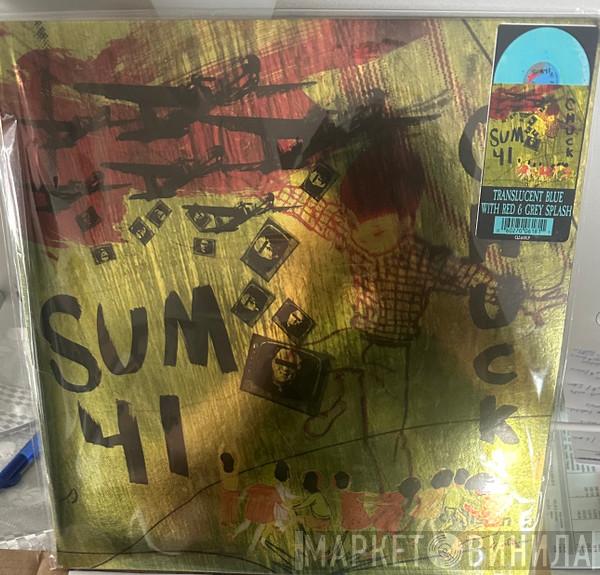 SUM
41
CHUCK
SUM
41
CHUCK
TRANSLUCENT BLUE
WITH RED & GREY SPLASH
МАРКЕТ ВИНИЛА